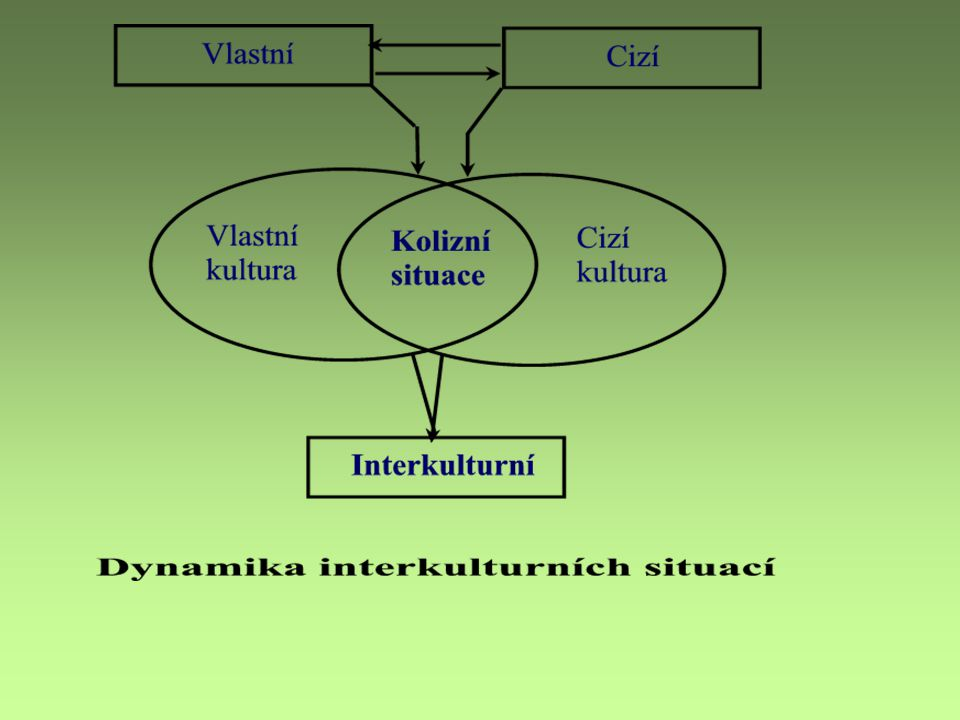 Vlastní
Cizí
Vlastní
kultura
Kolizní
situace
Cizí
kultura
Interkulturní
Dynamika interkulturních situací